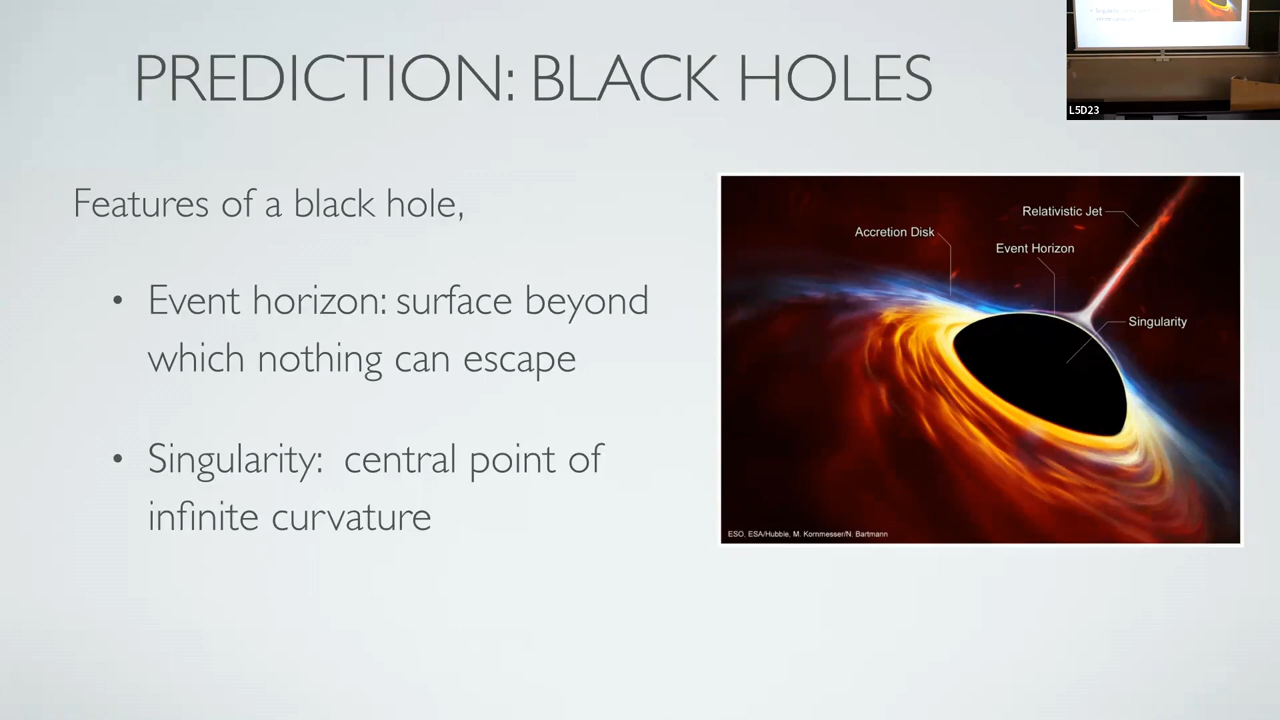 PREDICTION: BLACK HOLES
L5D23
Features of a black hole,
• Event horizon: surface beyond
which nothing can escape
• Singularity: central point of
infinite curvature
Relativistic Jet
Accretion Disk
Event Horizon
Singularity
ESO, ESA/Hubble, M. Kornmesser/N. Bartmann